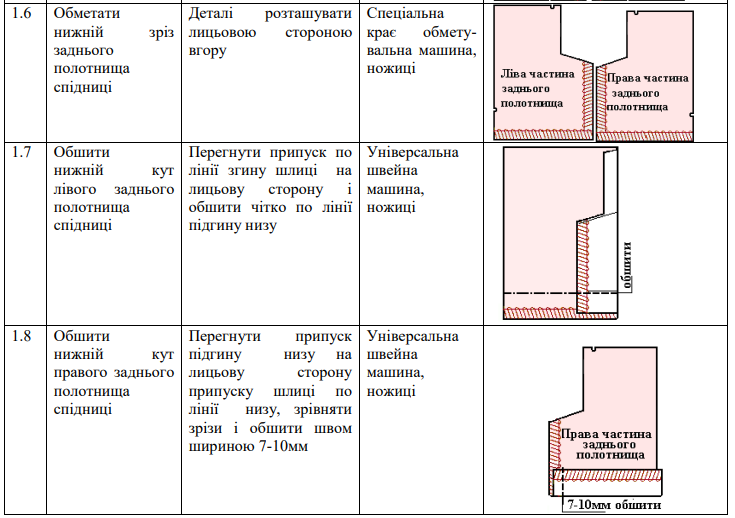 1.6
Обметати
нижній зріз
заднього
полотнища
спідниці
Деталі розташувати
лицьовою стороною
вгору
Спеціальна
крає обмету-
вальна машина,
ножиці
Ліва частина
заднього
полотнища
Права частина
заднього
полотнища
1.7
Обшити
нижній кут
лівого заднього
полотнища
спідниці
Перегнути припуск по
лінії згину шлиці на
лицьову сторону і
обшити чітко по лінії
підгину низу
Універсальна
швейна
машина,
ножиці
обшити
1.8
Обшити
нижній кут
правого заднього
полотнища
спідниці
Перегнути припуск
підгину низу на
лицьову сторону
припуску шлиці по
лінії низу, зрівняти
зрізи і обшити швом
шириною 7-10мм
Універсальна
швейна
машина,
ножиці
Права частина
заднього
полотнища
7-10мм обшити